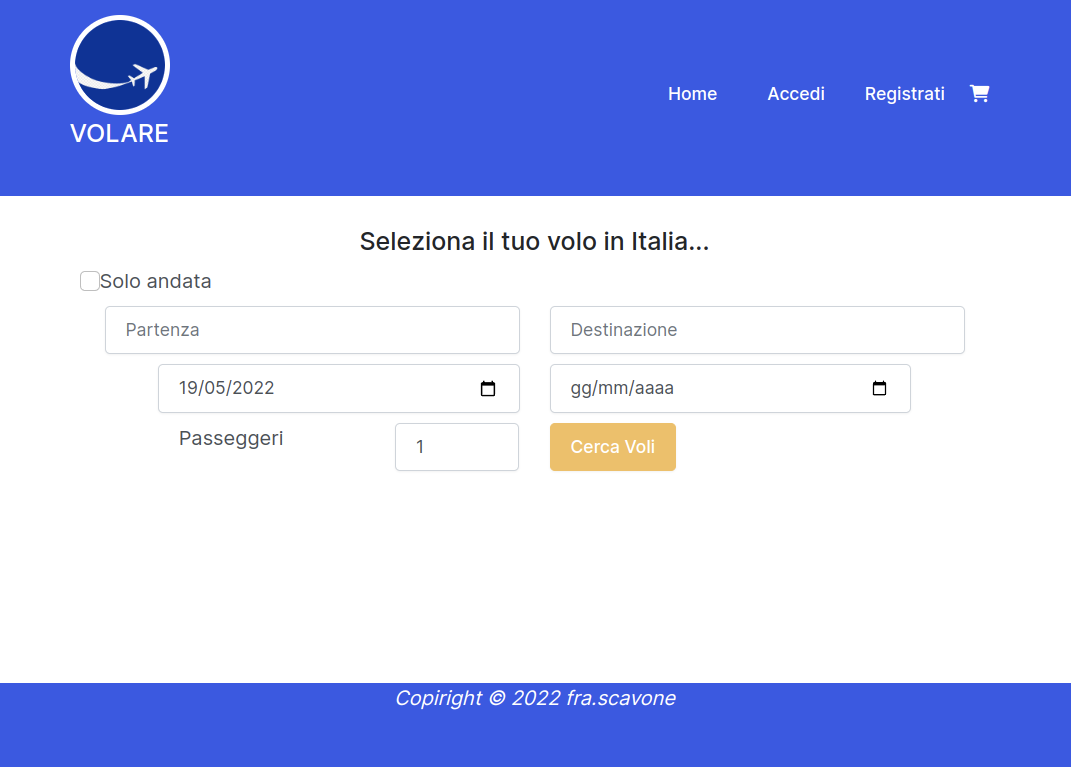 VOLARE
Home Accedi Registrati
Seleziona il tuo volo in Italia...
Solo andata
Partenza Destinazione
19/05/2022 gg/mm/aaaa
Passeggeri 1 Cerca Voli
Copiright © 2022 fra.scavone